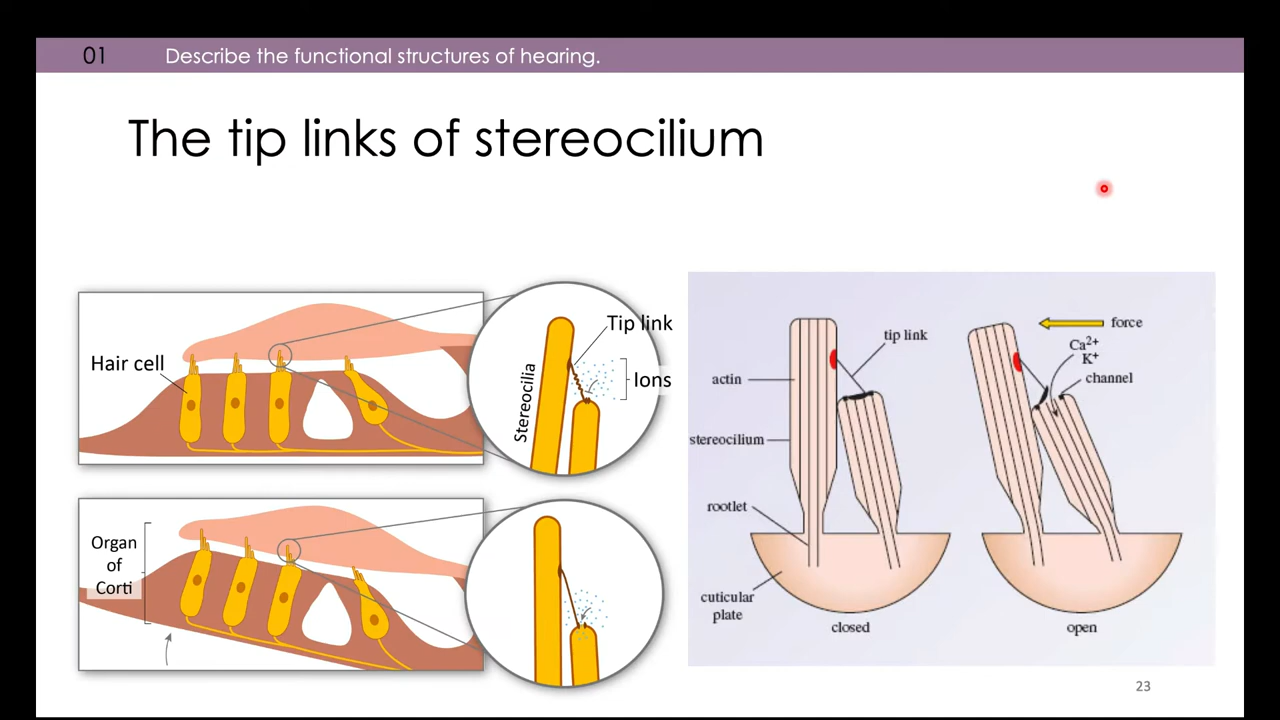 01 Describe the functional structures of hearing.
The tip links of stereocilium
Hair cell
Tip link
Ions
Stereocilia
Organ
of
Corti
tip link
actin
stereocilium
rootlet
cuticular
plate
closed
force
Ca²⁺
K⁺
channel
open
23